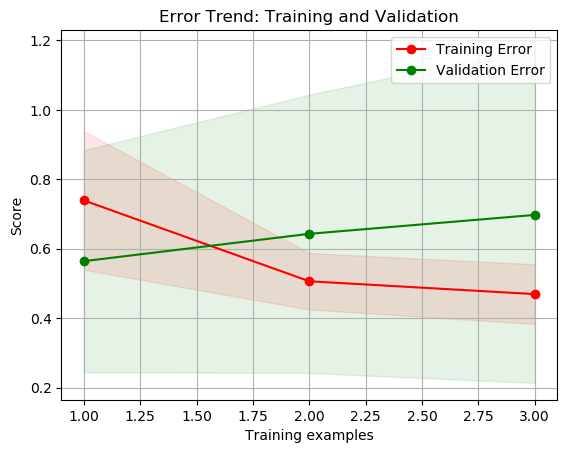 Error Trend: Training and Validation
Training Error
Validation Error
Score
1.2
1.0
0.8
0.6
0.4
0.2
1.00 1.25 1.50 1.75 2.00 2.25 2.50 2.75 3.00
Training examples